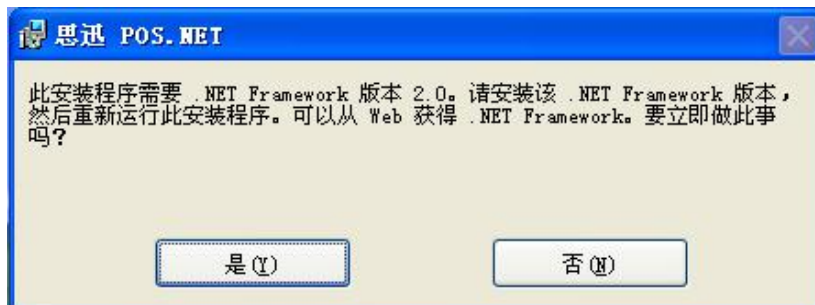 思迅 POS.NET
此安装程序需要 .NET Framework 版本 2.0。请安装该 .NET Framework 版本，
然后重新运行此安装程序。可以从 Web 获得 .NET Framework。要立即做此事
吗？
是(Y)
否(N)